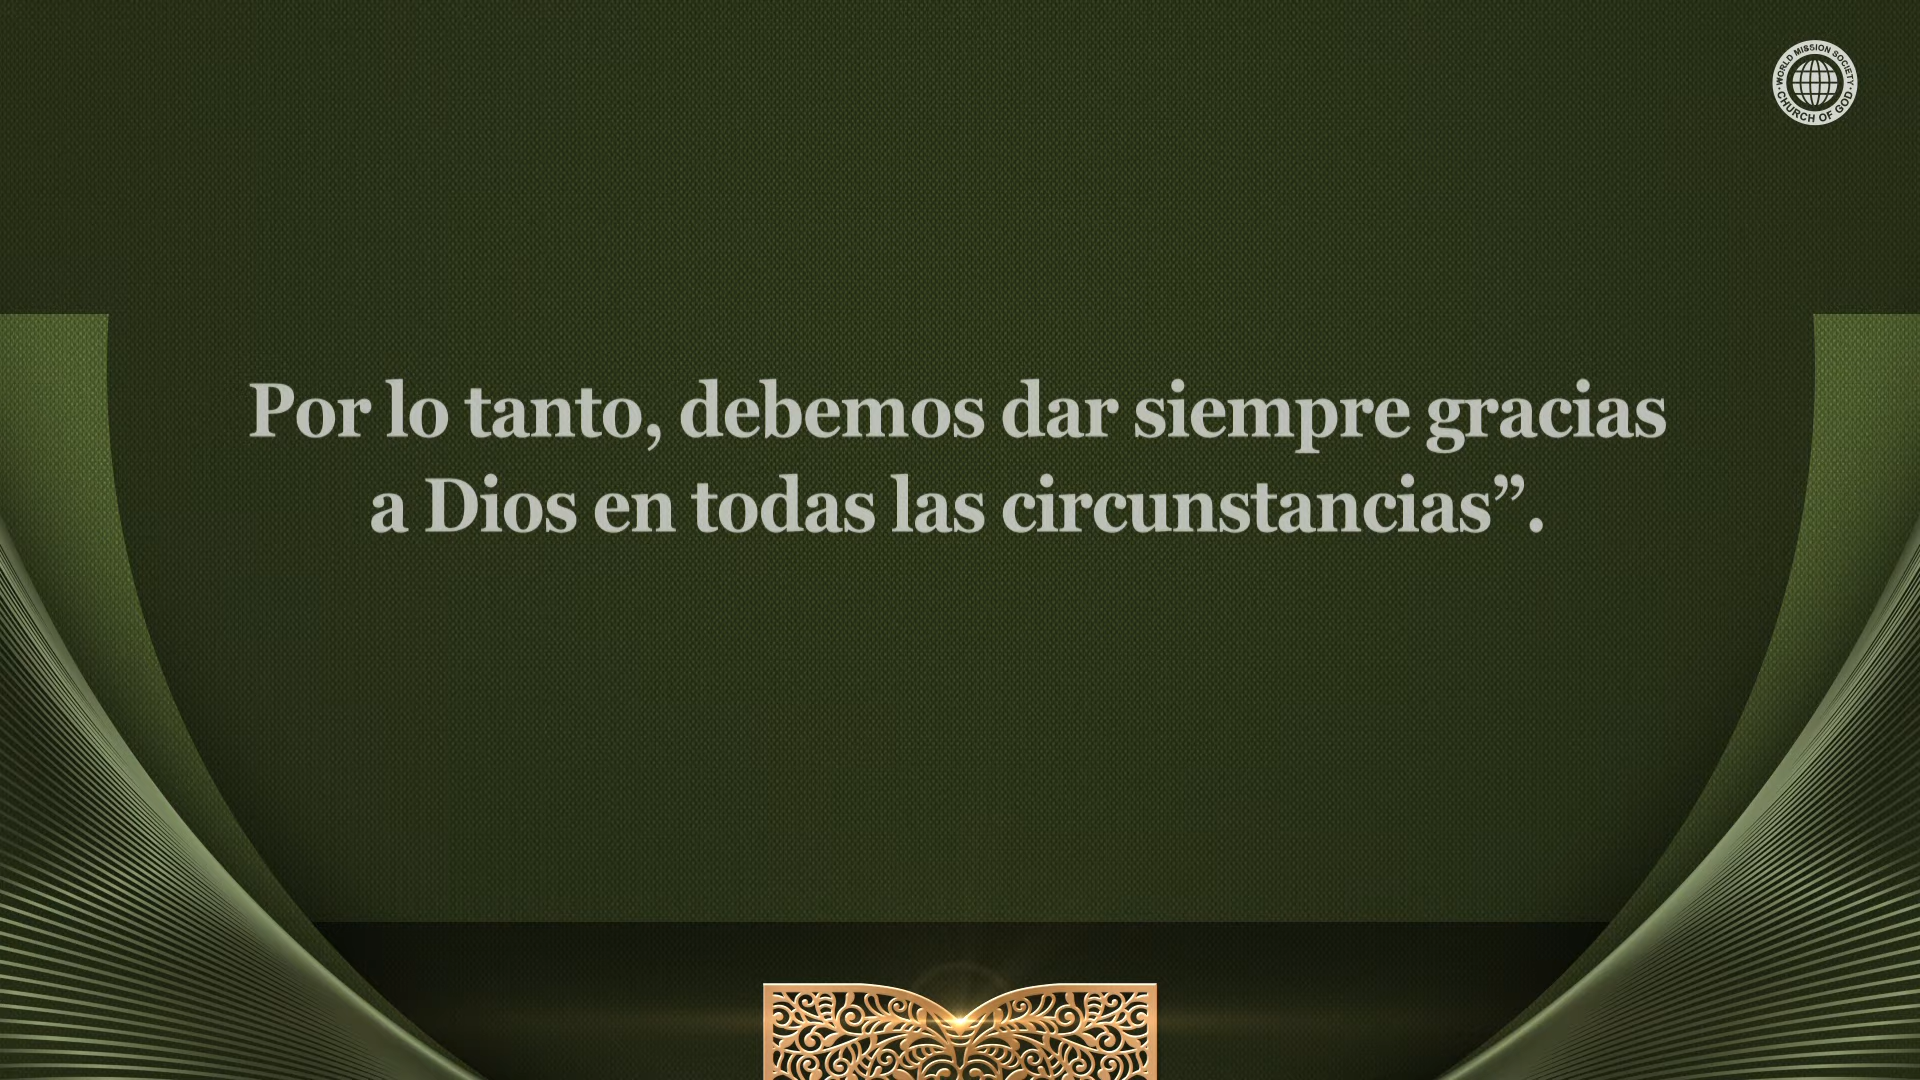 WORLD MISSION SOCIETY
CHURCH OF GOD
Por lo tanto, debemos dar siempre gracias
a Dios en todas las circunstancias”.